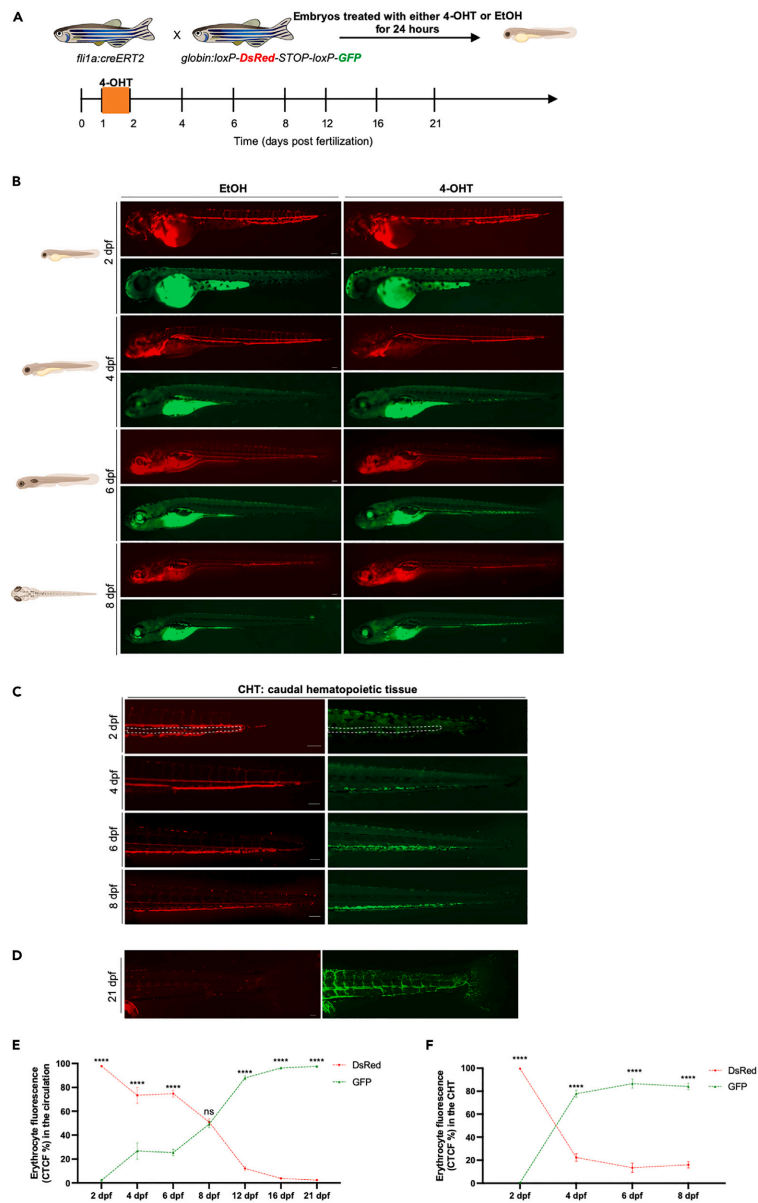 A
Embryos treated with either 4-OHT or EtOH
for 24 hours
X
fli1a:creERT2
globin:loxP-DsRed-STOP-loxP-GFP
4-OHT
0 1 2 4 6 8 12 16 21
Time (days post fertilization)
B
EtOH 4-OHT
2 dpf
4 dpf
6 dpf
8 dpf
C
CHT: caudal hematopoietic tissue
2 dpf
4 dpf
6 dpf
8 dpf
D
21 dpf
E
Erythrocyte fluorescence
(CTCF %) in the circulation
100
80
60
40
20
0
**** **** **** ns **** **** ****
DsRed
GFP
2 dpf 4 dpf 6 dpf 8 dpf 12 dpf 16 dpf 21 dpf
F
Erythrocyte fluorescence
(CTCF %) in the CHT
100
80
60
40
20
0
**** **** **** ****
DsRed
GFP
2 dpf 4 dpf 6 dpf 8 dpf